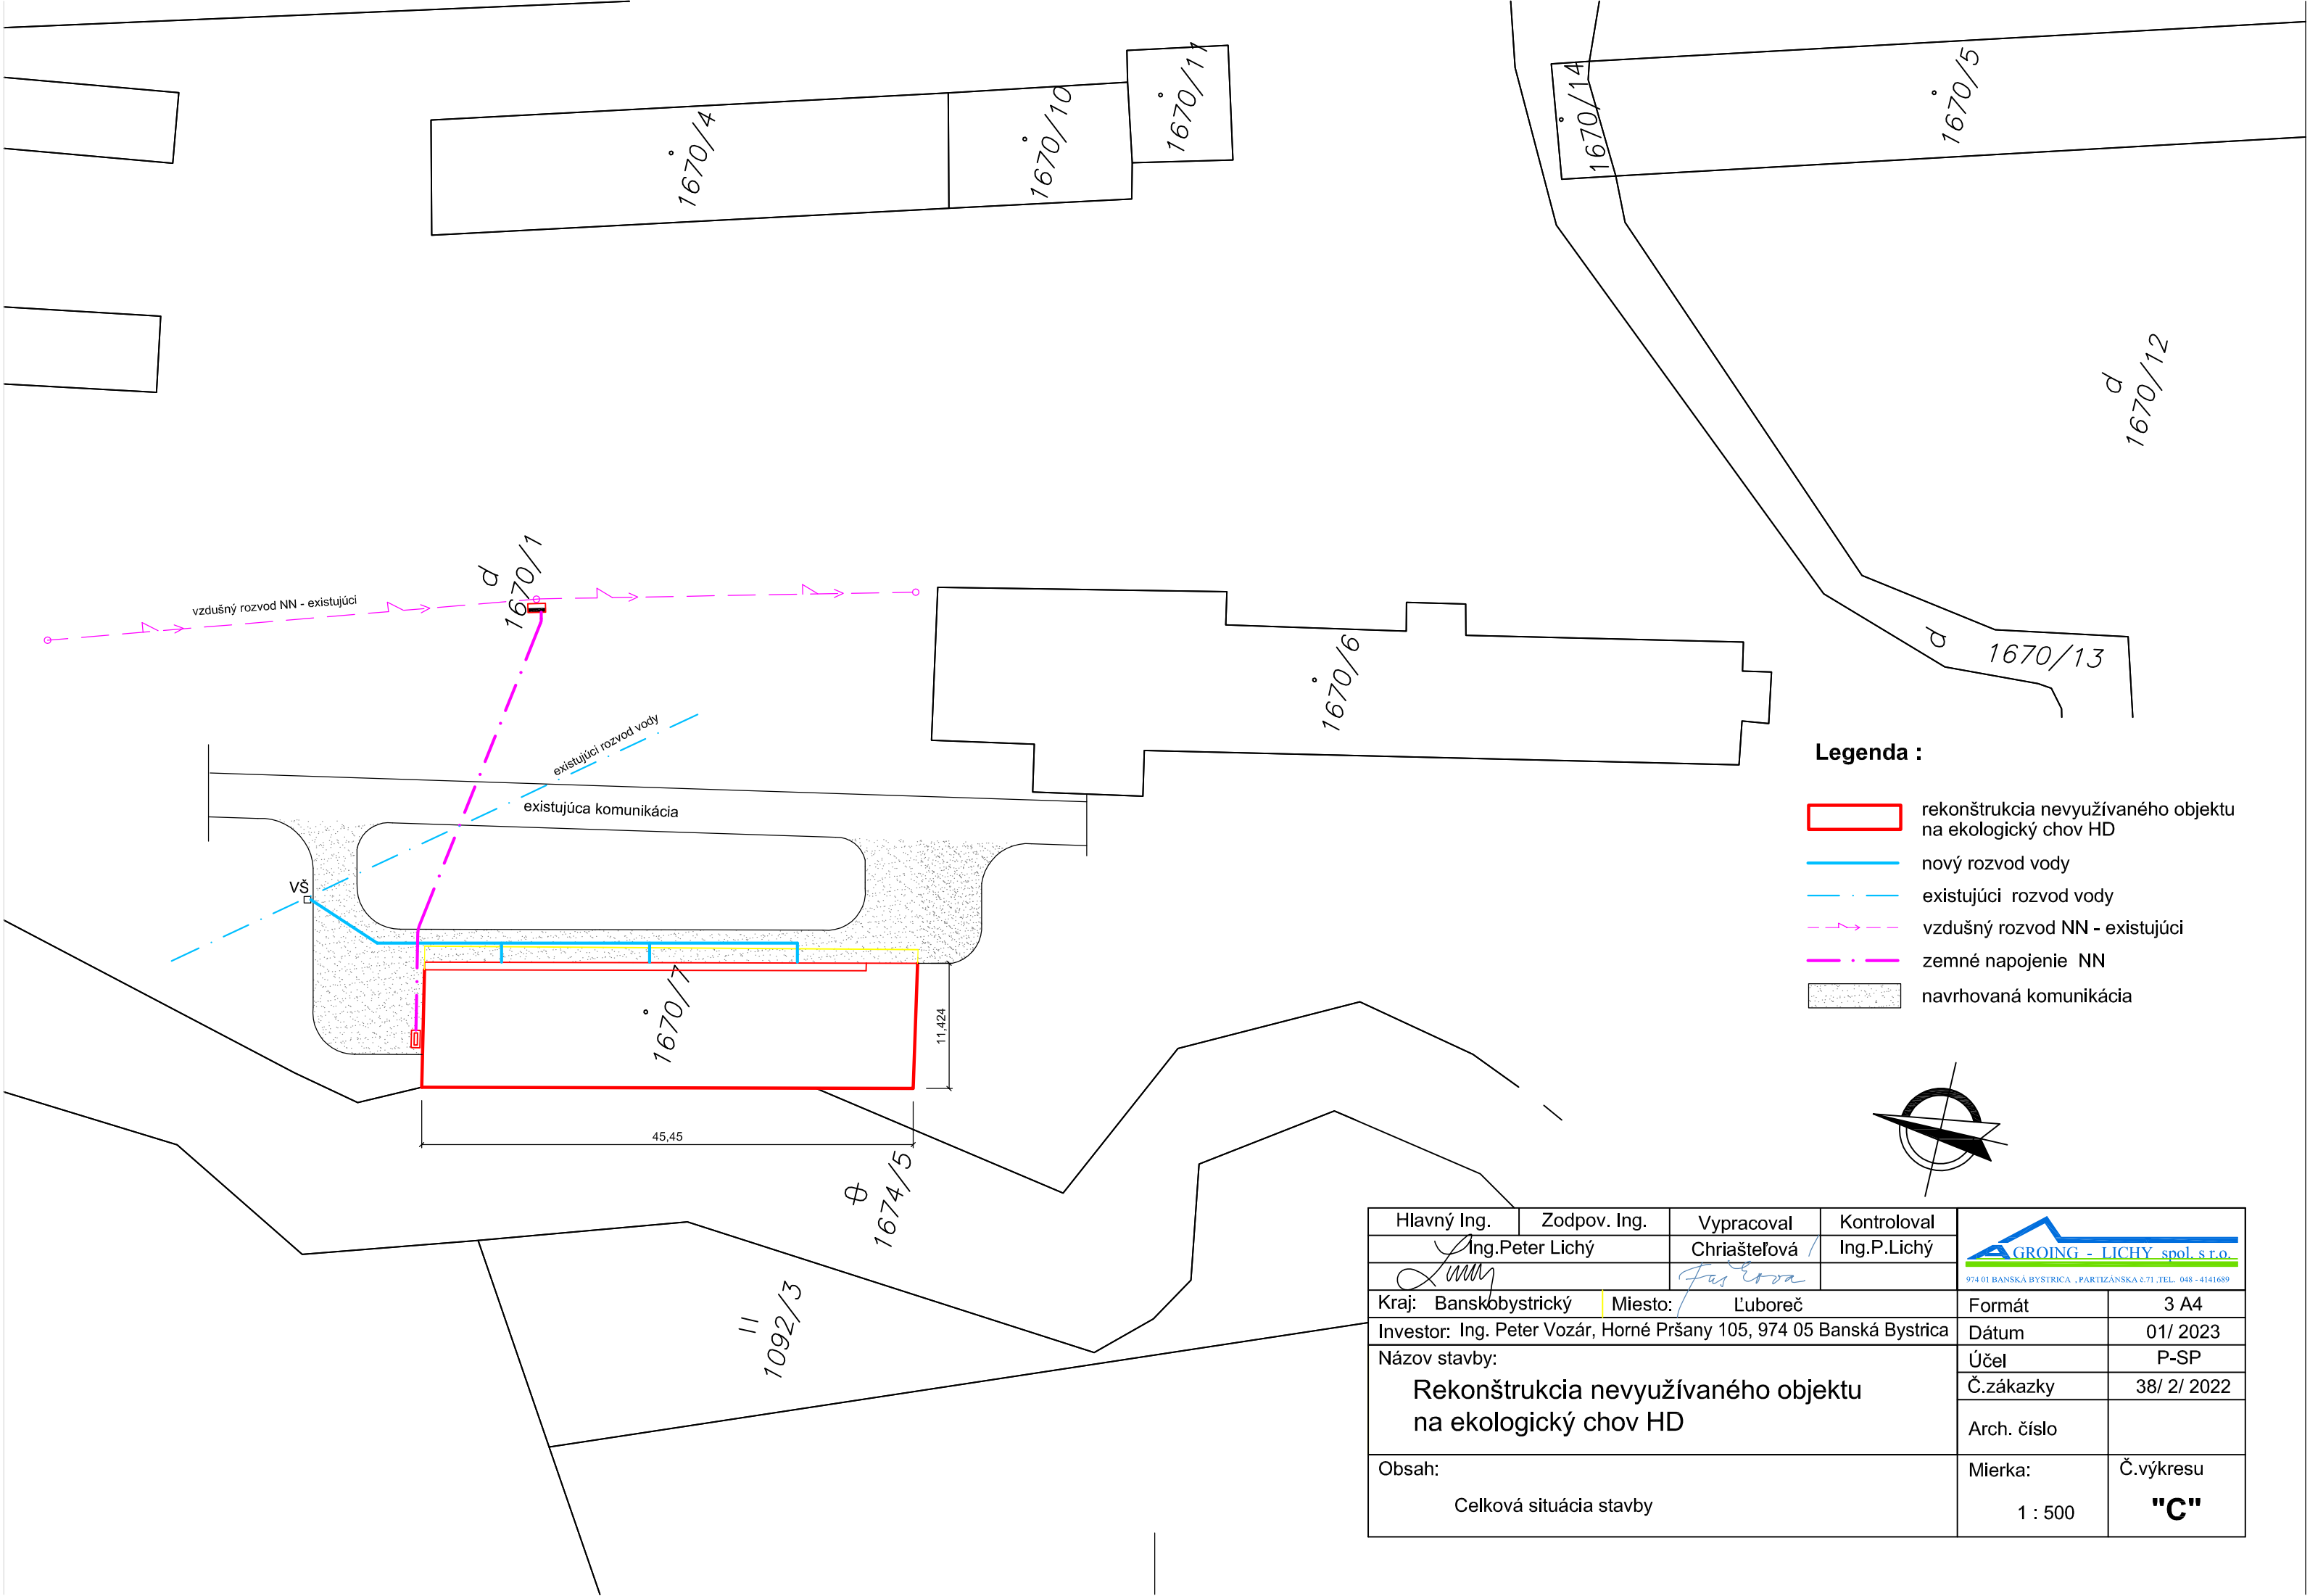 1670/4
1670/10
1670/11
1670/14
1670/5
d
1670/12
d
1670/1
vzdušný rozvod NN - existujúci
existujúci rozvod vody
existujúca komunikácia
1670/6
d
1670/13
VŠ
1670/7
11,424
45,45
1674/5
1092/3
Legenda :
rekonštrukcia nevyužívaného objektu
na ekologický chov HD
nový rozvod vody
existujúci rozvod vody
vzdušný rozvod NN - existujúci
zemné napojenie NN
navrhovaná komunikácia
Hlavný Ing. Zodpov. Ing. Vypracoval Kontroloval
Ing.Peter Lichý Chriašteľová Ing.P.Lichý
AGROING - LICHY spol. s r.o.
974 01 BANSKÁ BYSTRICA , PARTIZÁNSKA č.71 ,TEL. 048 - 4141689
Kraj: Banskobystrický Miesto: Ľuboreč
Formát 3 A4
Investor: Ing. Peter Vozár, Horné Pršany 105, 974 05 Banská Bystrica
Dátum 01/ 2023
Názov stavby:
Rekonštrukcia nevyužívaného objektu
na ekologický chov HD
Účel P-SP
Č.zákazky 38/ 2/ 2022
Arch. číslo
Obsah:
Celková situácia stavby
Mierka:
1 : 500
Č.výkresu
"C"